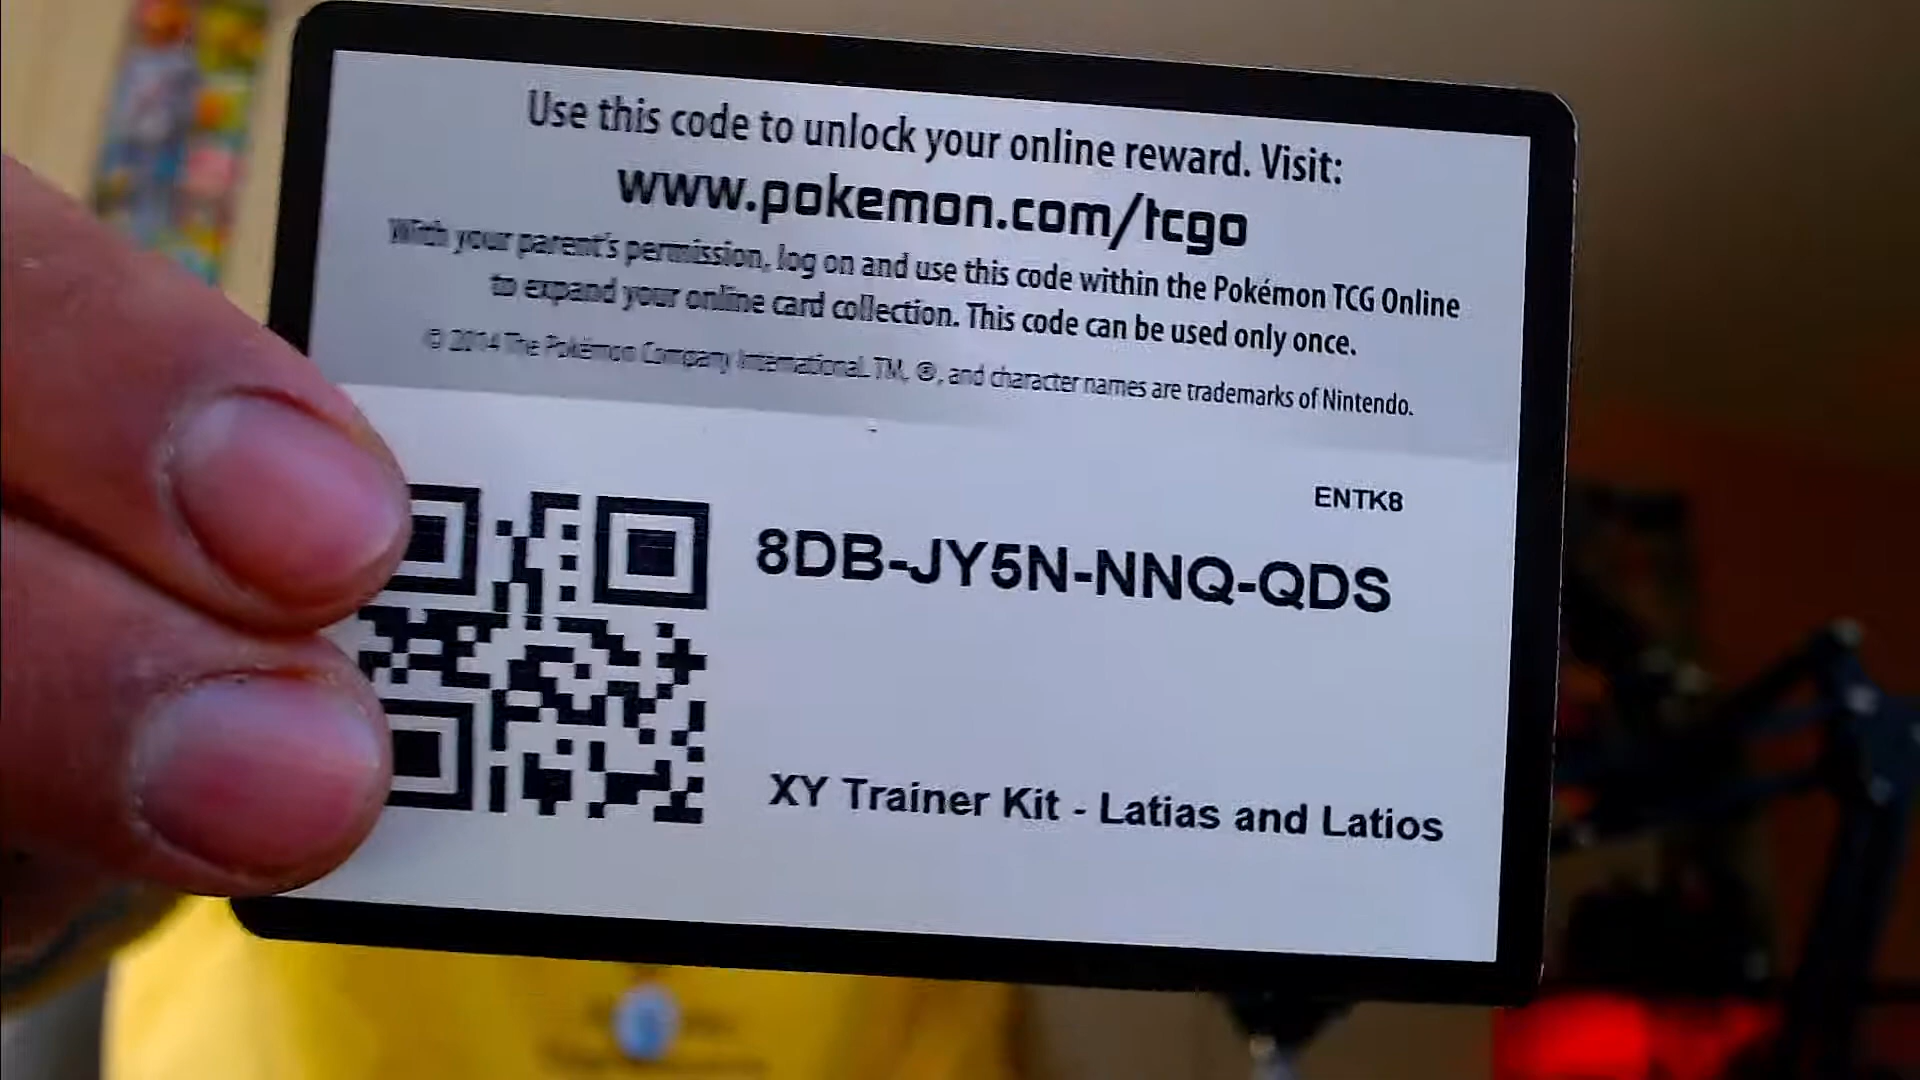 Use this code to unlock your online reward. Visit:
www.pokemon.com/tcgo
With your parent's permission, log on and use this code within the Pokémon TCG Online
to expand your online card collection. This code can be used only once.
© 2014 The Pokémon Company International. TM, ®, and character names are trademarks of Nintendo.
ENTK8
8DB-JY5N-NNQ-QDS
XY Trainer Kit - Latias and Latios